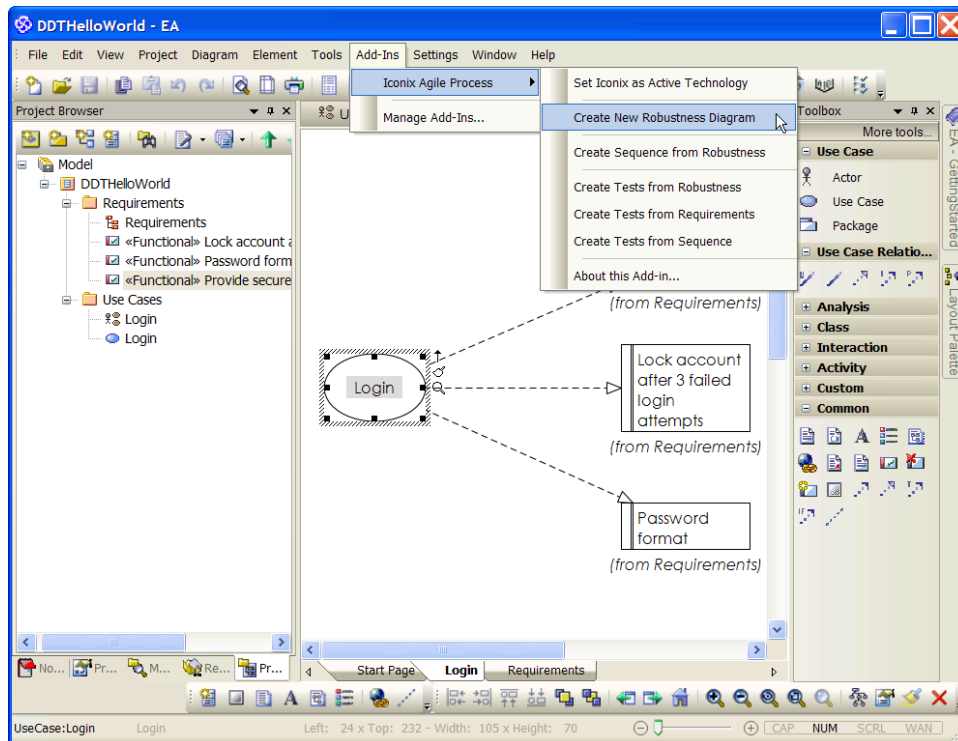 DDTHelloWorld - EA
File Edit View Project Diagram Element Tools Add-Ins Settings Window Help
Iconix Agile Process
Manage Add-Ins...
Set Iconix as Active Technology
Create New Robustness Diagram
Create Sequence from Robustness
Create Tests from Robustness
Create Tests from Requirements
Create Tests from Sequence
About this Add-in...
Project Browser
Model
DDTHelloWorld
Requirements
Requirements
«Functional» Lock account a
«Functional» Password form
«Functional» Provide secure
Use Cases
Login
Login
No... Pr... M... Re... Pr...
U
(from Requirements)
Login
Lock account
after 3 failed
login
attempts
(from Requirements)
Password
format
(from Requirements)
Start Page Login Requirements
Toolbox
More tools...
Use Case
Actor
Use Case
Package
Use Case Relatio...
Analysis
Class
Interaction
Activity
Custom
Common
EA - GettingStarted
Layout Palette
UseCase:Login Login Left: 24 x Top: 232 - Width: 105 x Height: 70 CAP NUM SCRL WAN